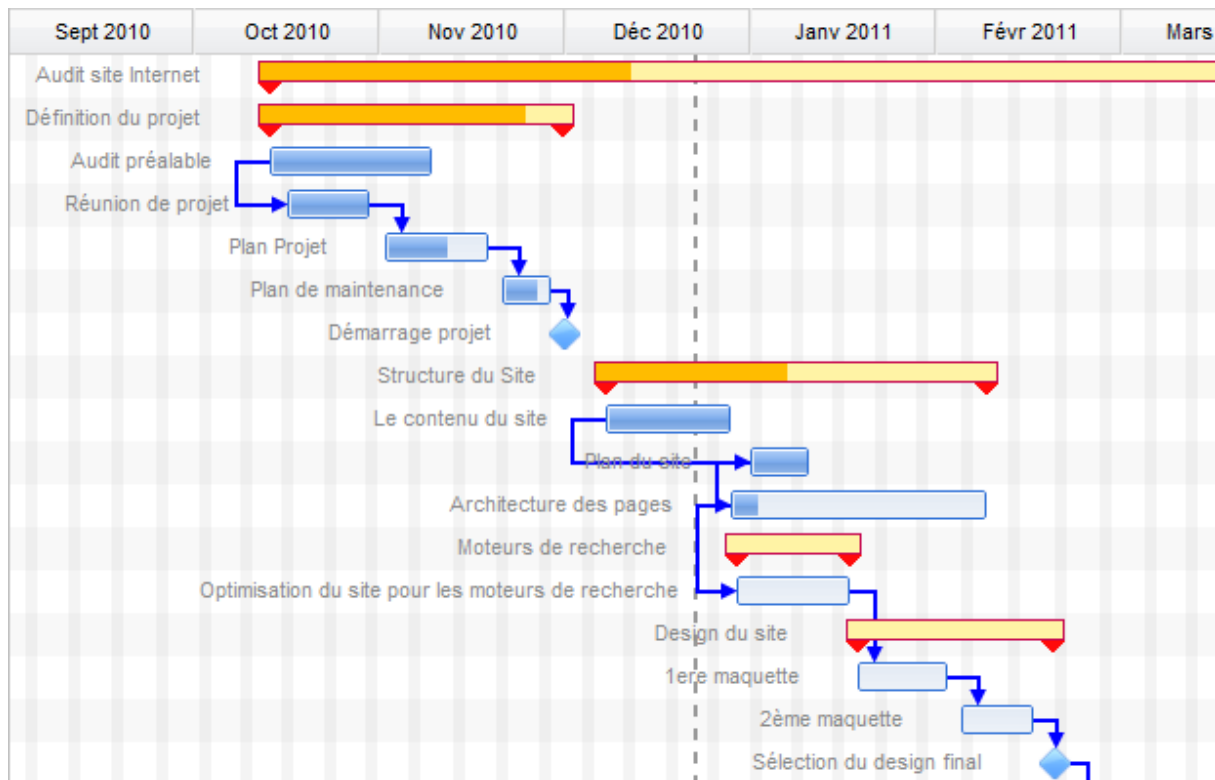 Sept 2010 Oct 2010 Nov 2010 Déc 2010 Janv 2011 Févr 2011 Mars
Audit site Internet
Définition du projet
Audit préalable
Réunion de projet
Plan Projet
Plan de maintenance
Démarrage projet
Structure du Site
Le contenu du site
Plan du site
Architecture des pages
Moteurs de recherche
Optimisation du site pour les moteurs de recherche
Design du site
1ere maquette
2ème maquette
Sélection du design final